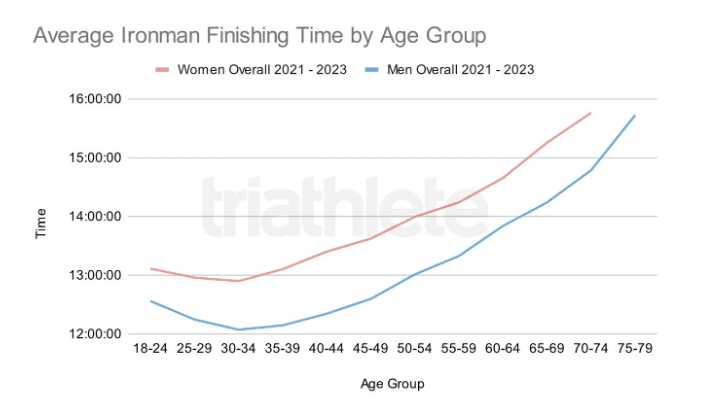 Average Ironman Finishing Time by Age Group
Women Overall 2021 - 2023 Men Overall 2021 - 2023
16:00:00
15:00:00
14:00:00
13:00:00
12:00:00
Time
triathlete
18-24 25-29 30-34 35-39 40-44 45-49 50-54 55-59 60-64 65-69 70-74 75-79
Age Group